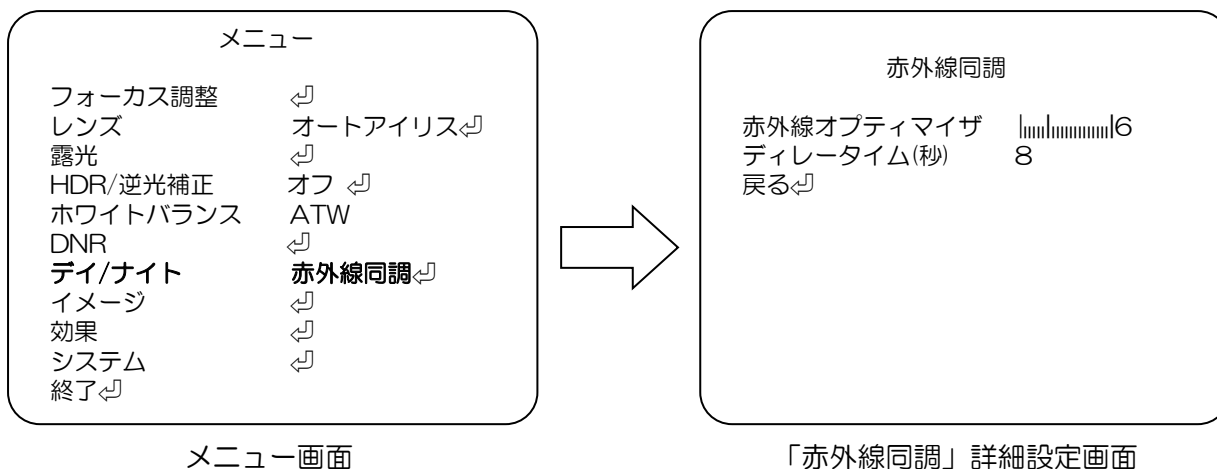 メニュー
フォーカス調整 ⏎
レンズ オートアイリス⏎
露光 ⏎
HDR/逆光補正 オフ ⏎
ホワイトバランス ATW
DNR ⏎
デイ/ナイト 赤外線同調⏎
イメージ ⏎
効果 ⏎
システム ⏎
終了⏎
メニュー画面
赤外線同調
赤外線オプティマイザ 6
ディレータイム(秒) 8
戻る⏎
「赤外線同調」詳細設定画面